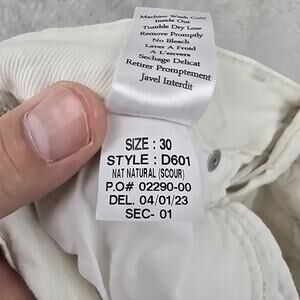 Machine Wash Cold
Inside Out
Tumble Dry Low
Remove Promptly
No Bleach
Laver A Froid
A L'envers
Sechage Delicat
Retirer Promptement
Javel Interdit
SIZE : 30
STYLE : D601
NAT NATURAL (SCOUR)
P.O# 02290-00
DEL. 04/01/23
SEC- 01